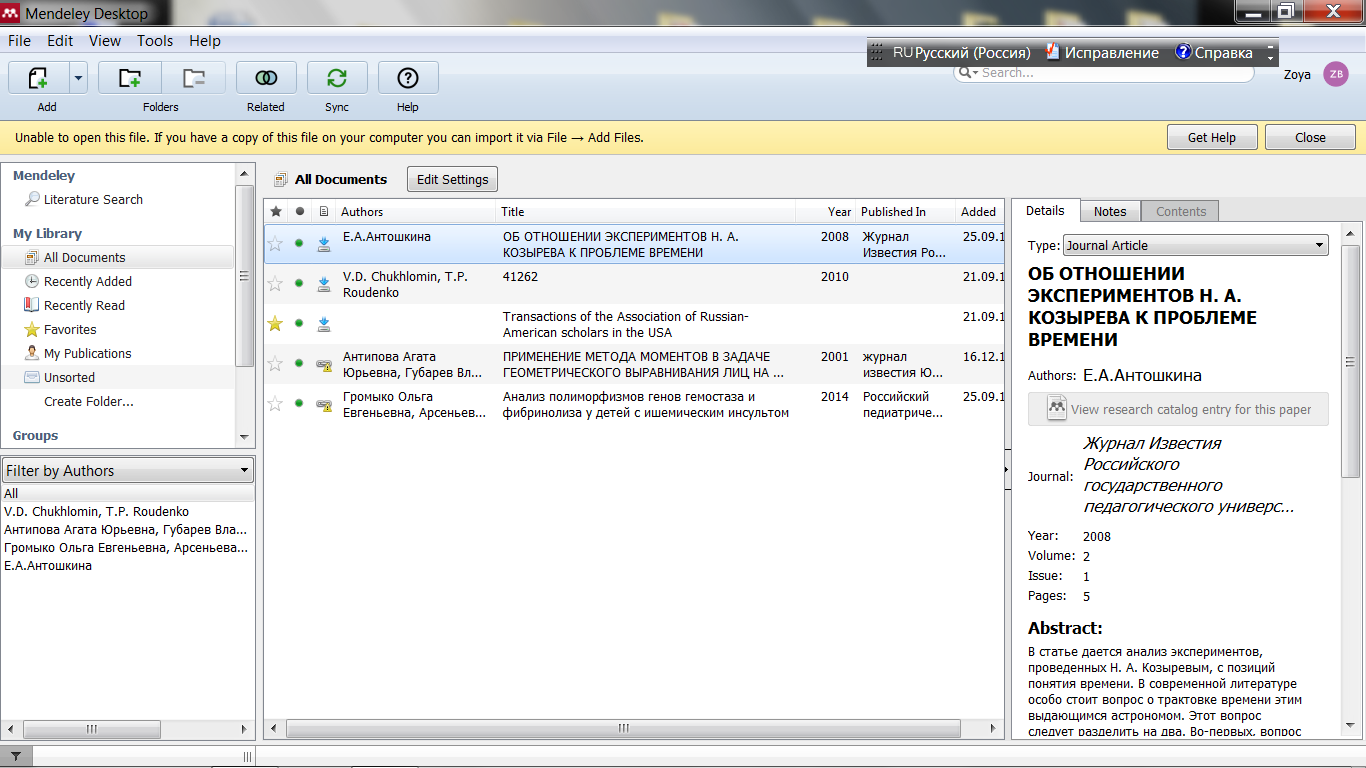 Mendeley Desktop
File Edit View Tools Help
RU Русский (Россия) Исправление Справка
Search...
Zoya ZB
Add Folders Related Sync Help
Unable to open this file. If you have a copy of this file on your computer you can import it via File → Add Files.
Get Help Close
Mendeley
Literature Search
My Library
All Documents
Recently Added
Recently Read
Favorites
My Publications
Unsorted
Create Folder...
Groups
Filter by Authors
All
V.D. Chukhlomin, T.P. Roudenko
Антипова Агата Юрьевна, Губарев Вла...
Громыко Ольга Евгеньевна, Арсеньева...
Е.А.Антошкина
All Documents Edit Settings
Authors Title Year Published In Added
Е.А.Антошкина ОБ ОТНОШЕНИИ ЭКСПЕРИМЕНТОВ Н. А. 2008 Журнал 25.09.1
КОЗЫРЕВА К ПРОБЛЕМЕ ВРЕМЕНИ Известия Ро...
V.D. Chukhlomin, T.P. 41262 2010 21.09.1
Roudenko
Transactions of the Association of Russian- 21.09.1
American scholars in the USA
Антипова Агата ПРИМЕНЕНИЕ МЕТОДА МОМЕНТОВ В ЗАДАЧЕ 2001 журнал 16.12.1
Юрьевна, Губарев Вл... ГЕОМЕТРИЧЕСКОГО ВЫРАВНИВАНИЯ ЛИЦ НА ... известия Ю...
Громыко Ольга Анализ полиморфизмов генов гемостаза и 2014 Российский 25.09.1
Евгеньевна, Арсеньев... фибринолиза у детей с ишемическим инсультом педиатриче...
Details Notes Contents
Type: Journal Article
ОБ ОТНОШЕНИИ
ЭКСПЕРИМЕНТОВ Н. А.
КОЗЫРЕВА К ПРОБЛЕМЕ
ВРЕМЕНИ
Authors: Е.А.Антошкина
View research catalog entry for this paper
Journal: Журнал Известия
Российского
государственного
педагогического универс...
Year: 2008
Volume: 2
Issue: 1
Pages: 5
Abstract:
В статье дается анализ экспериментов,
проведенных Н. А. Козыревым, с позиций
понятия времени. В современной литературе
особо стоит вопрос о трактовке времени этим
выдающимся астрономом. Этот вопрос
следует разделить на два. Во-первых, вопрос